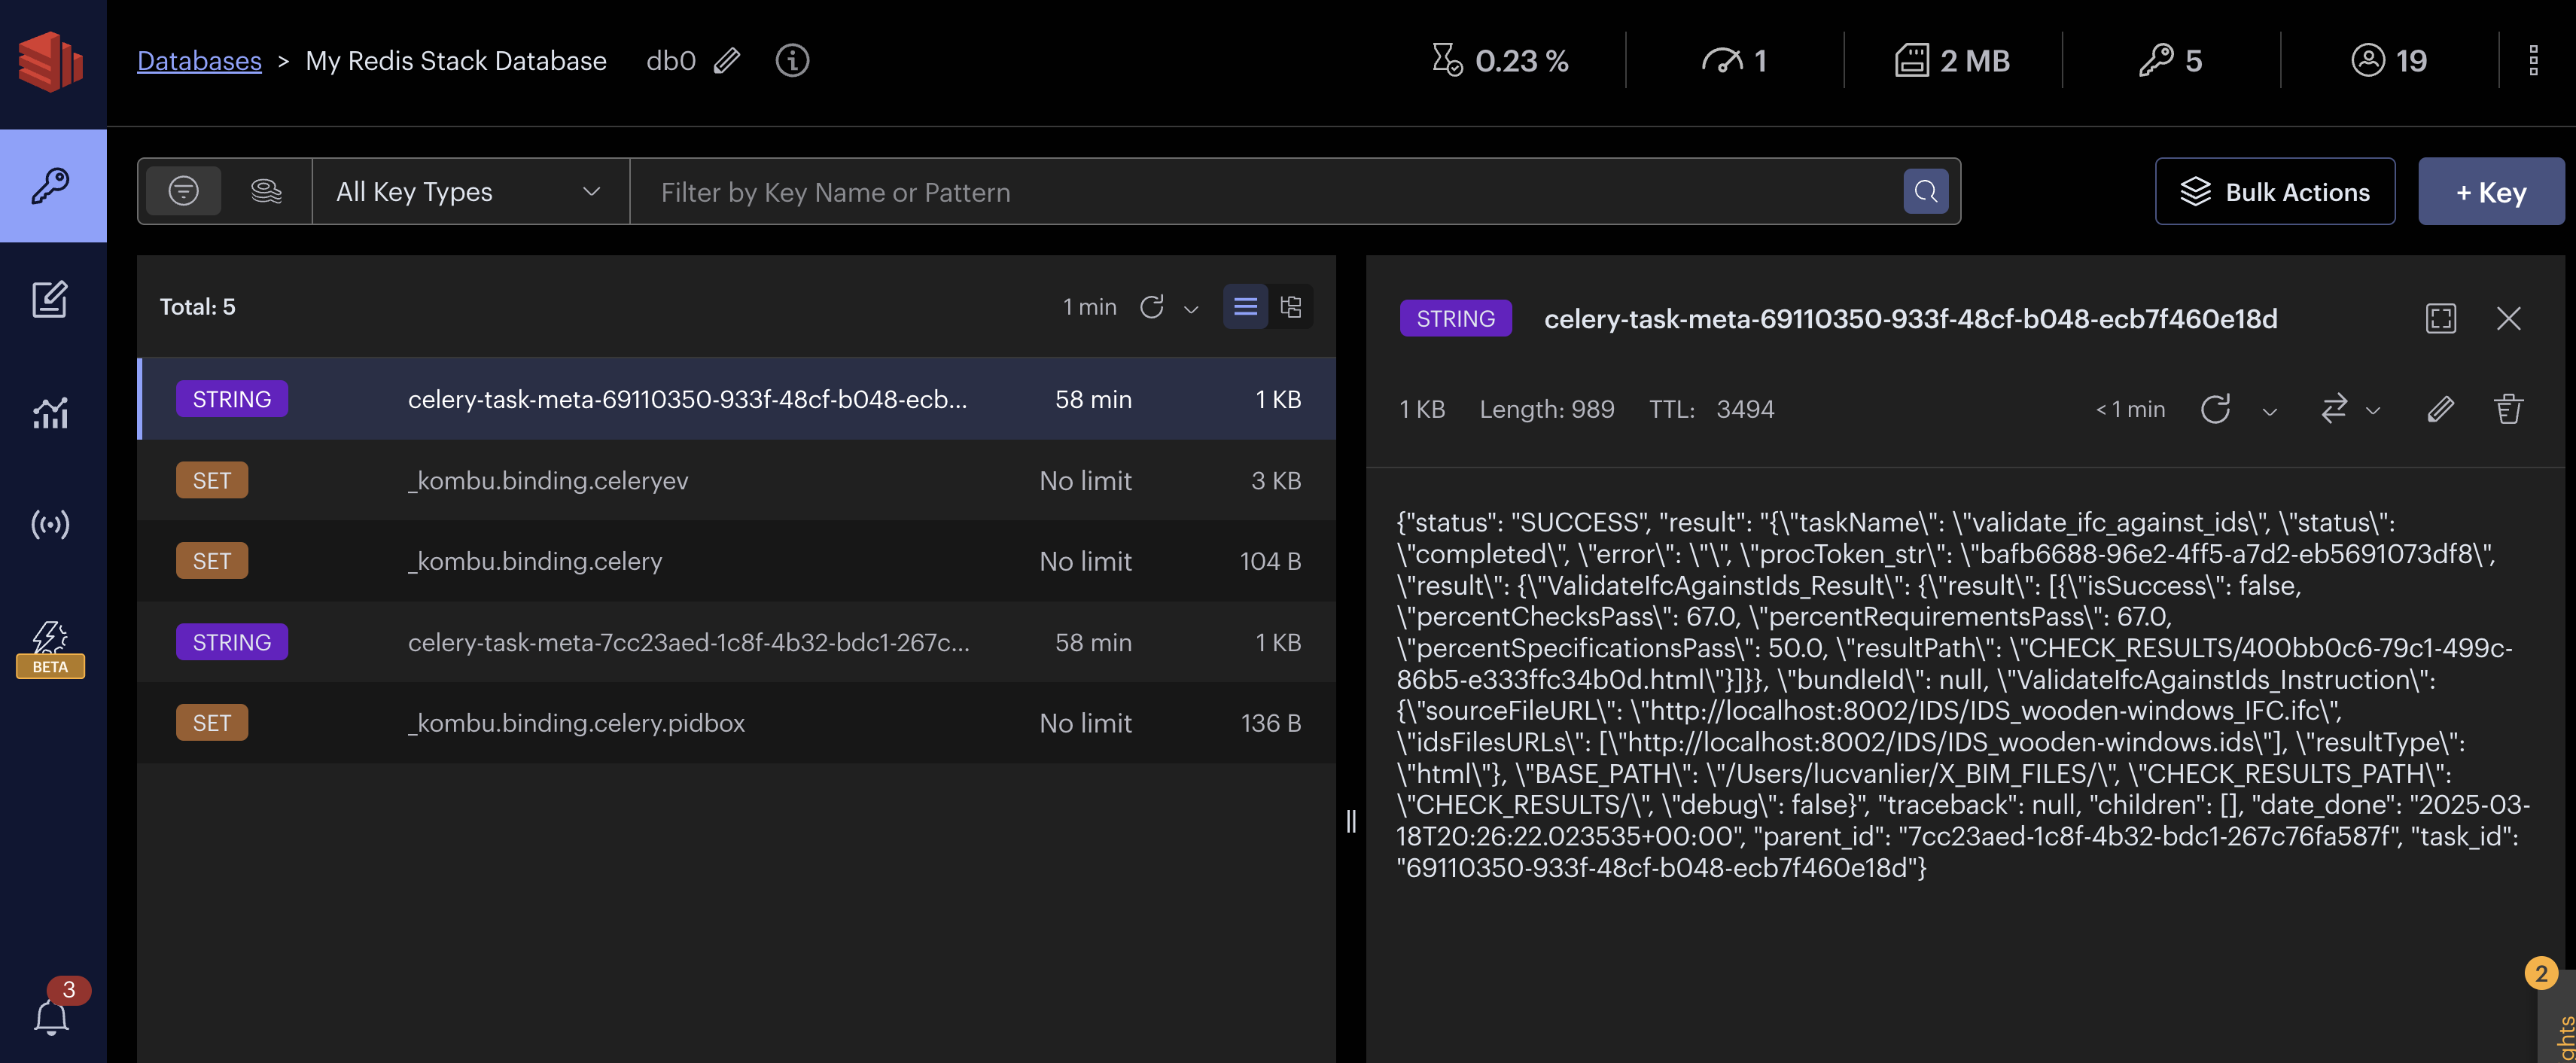 Databases > My Redis Stack Database db0 0.23 % 1 2 MB 5 19
All Key Types Filter by Key Name or Pattern Bulk Actions + Key
Total: 5 1 min
STRING celery-task-meta-69110350-933f-48cf-b048-ecb... 58 min 1 KB
SET _kombu.binding.celeryev No limit 3 KB
SET _kombu.binding.celery No limit 104 B
STRING celery-task-meta-7cc23aed-1c8f-4b32-bdc1-267c... 58 min 1 KB
SET _kombu.binding.celery.pidbox No limit 136 B
STRING celery-task-meta-69110350-933f-48cf-b048-ecb7f460e18d
1 KB Length: 989 TTL: 3494 < 1 min
{"status": "SUCCESS", "result": "{\"taskName\": \"validate_ifc_against_ids\", \"status\":
\"completed\", \"error\": \"\", \"procToken_str\": \"bafb6688-96e2-4ff5-a7d2-eb5691073df8\",
\"result\": {\"ValidateIfcAgainstIds_Result\": {\"result\": [{\"isSuccess\": false,
\"percentChecksPass\": 67.0, \"percentRequirementsPass\": 67.0,
\"percentSpecificationsPass\": 50.0, \"resultPath\": \"CHECK_RESULTS/400bb0c6-79c1-499c-
86b5-e333ffc34b0d.html\"}]}}, \"bundleId\": null, \"ValidateIfcAgainstIds_Instruction\":
{\"sourceFileURL\": \"http://localhost:8002/IDS/IDS_wooden-windows_IFC.ifc\",
\"idsFilesURLs\": [\"http://localhost:8002/IDS/IDS_wooden-windows.ids\"], \"resultType\":
\"html\"}, \"BASE_PATH\": \"/Users/lucvanlier/X_BIM_FILES/\", \"CHECK_RESULTS_PATH\":
\"CHECK_RESULTS/\", \"debug\": false}", "traceback": null, "children": [], "date_done": "2025-03-
18T20:26:22.023535+00:00", "parent_id": "7cc23aed-1c8f-4b32-bdc1-267c76fa587f", "task_id":
"69110350-933f-48cf-b048-ecb7f460e18d"}
BETA
3
2
ghts